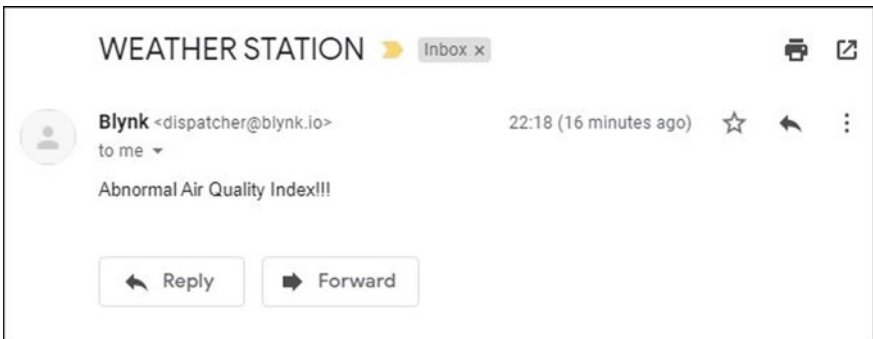 WEATHER STATION Inbox x
Blynk <dispatcher@blynk.io> 22:18 (16 minutes ago)
to me
Abnormal Air Quality Index!!!
Reply Forward